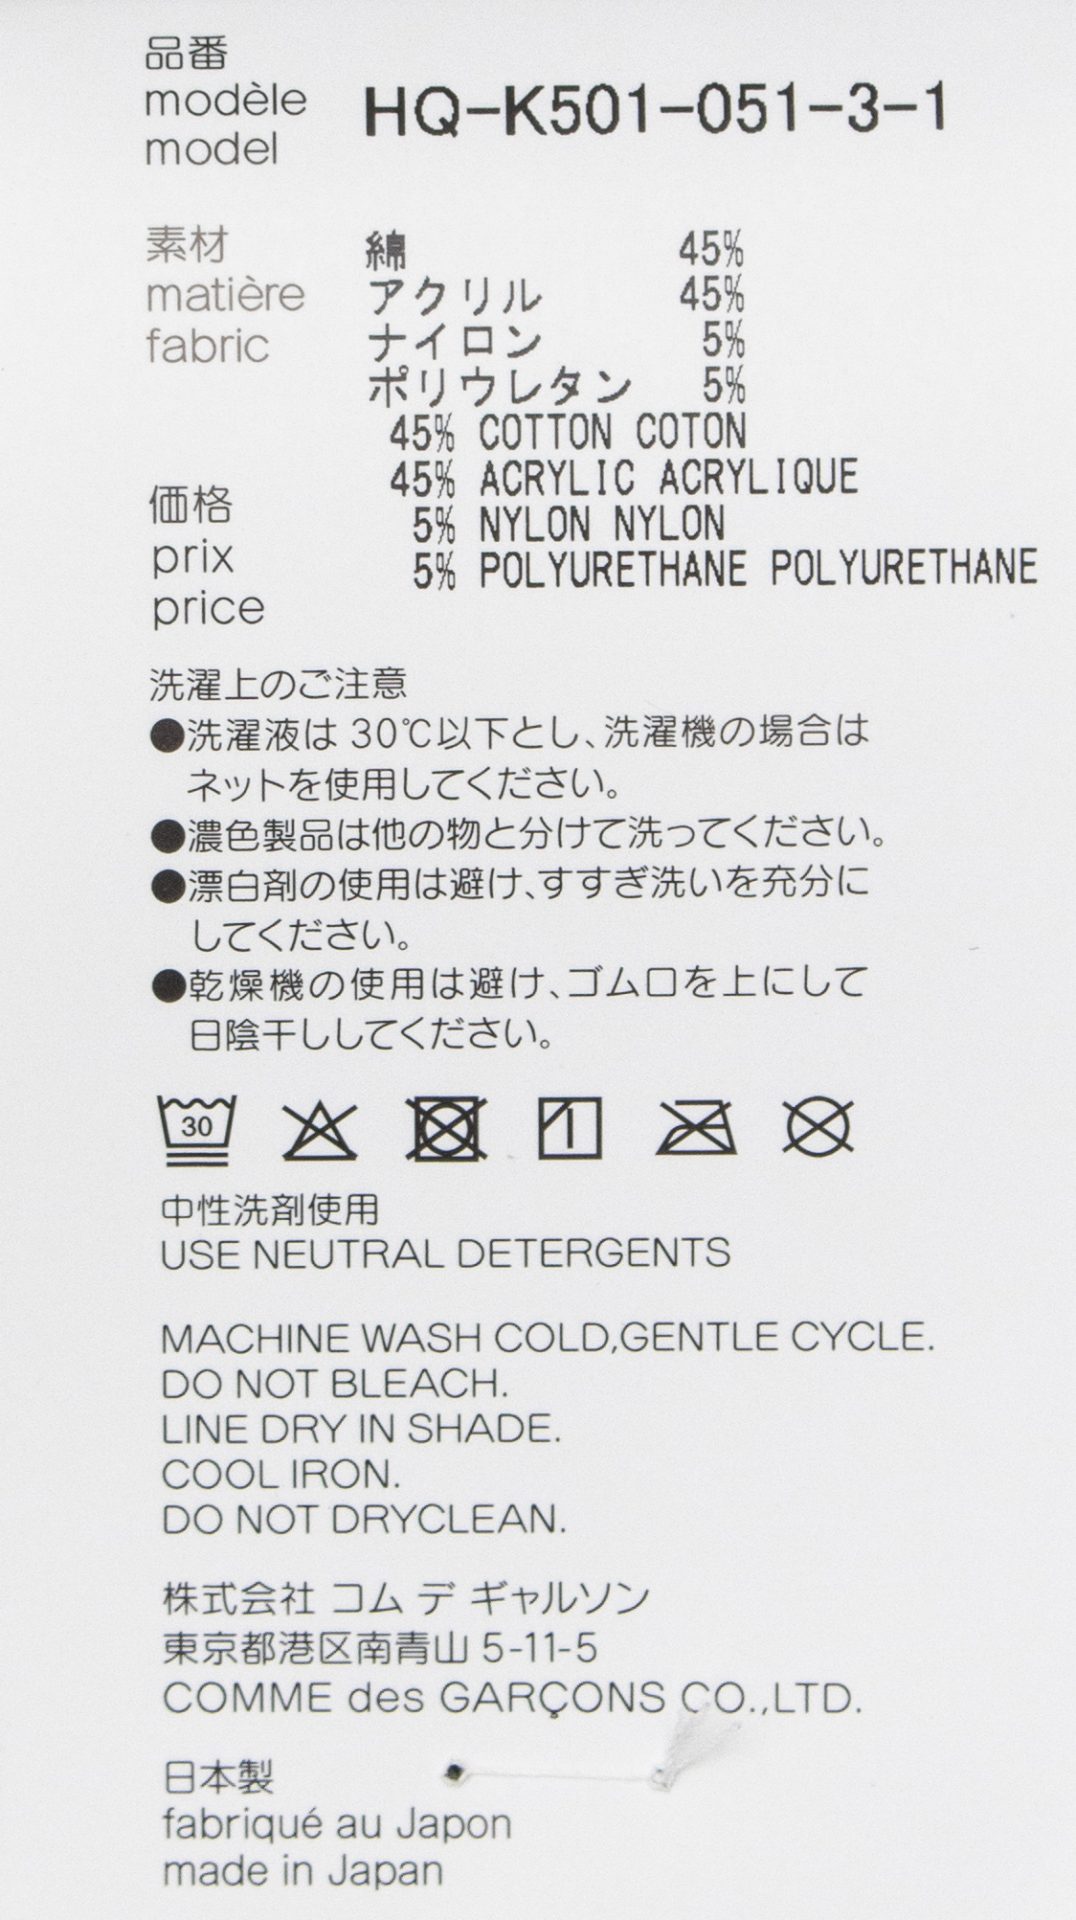 品番
modèle HQ-K501-051-3-1
model
素材 綿 45%
matière アクリル 45%
fabric ナイロン 5%
ポリウレタン 5%
45% COTTON COTON
45% ACRYLIC ACRYLIQUE
5% NYLON NYLON
5% POLYURETHANE POLYURETHANE
価格
prix
price
洗濯上のご注意
●洗濯液は 30℃以下とし、洗濯機の場合は
ネットを使用してください。
●濃色製品は他の物と分けて洗ってください。
●漂白剤の使用は避け、すすぎ洗いを充分に
してください。
●乾燥機の使用は避け、ゴム口を上にして
日陰干ししてください。
30
中性洗剤使用
USE NEUTRAL DETERGENTS
MACHINE WASH COLD,GENTLE CYCLE.
DO NOT BLEACH.
LINE DRY IN SHADE.
COOL IRON.
DO NOT DRYCLEAN.
株式会社 コム デ ギャルソン
東京都港区南青山 5-11-5
COMME des GARÇONS CO.,LTD.
日本製
fabriqué au Japon
made in Japan